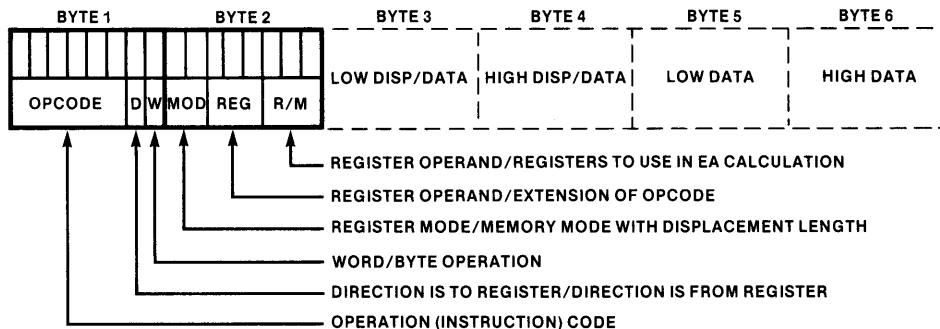 BYTE 1 BYTE 2 BYTE 3 BYTE 4 BYTE 5 BYTE 6
LOW DISP/DATA HIGH DISP/DATA LOW DATA HIGH DATA
OPCODE D W MOD REG R/M
REGISTER OPERAND/REGISTERS TO USE IN EA CALCULATION
REGISTER OPERAND/EXTENSION OF OPCODE
REGISTER MODE/MEMORY MODE WITH DISPLACEMENT LENGTH
WORD/BYTE OPERATION
DIRECTION IS TO REGISTER/DIRECTION IS FROM REGISTER
OPERATION (INSTRUCTION) CODE